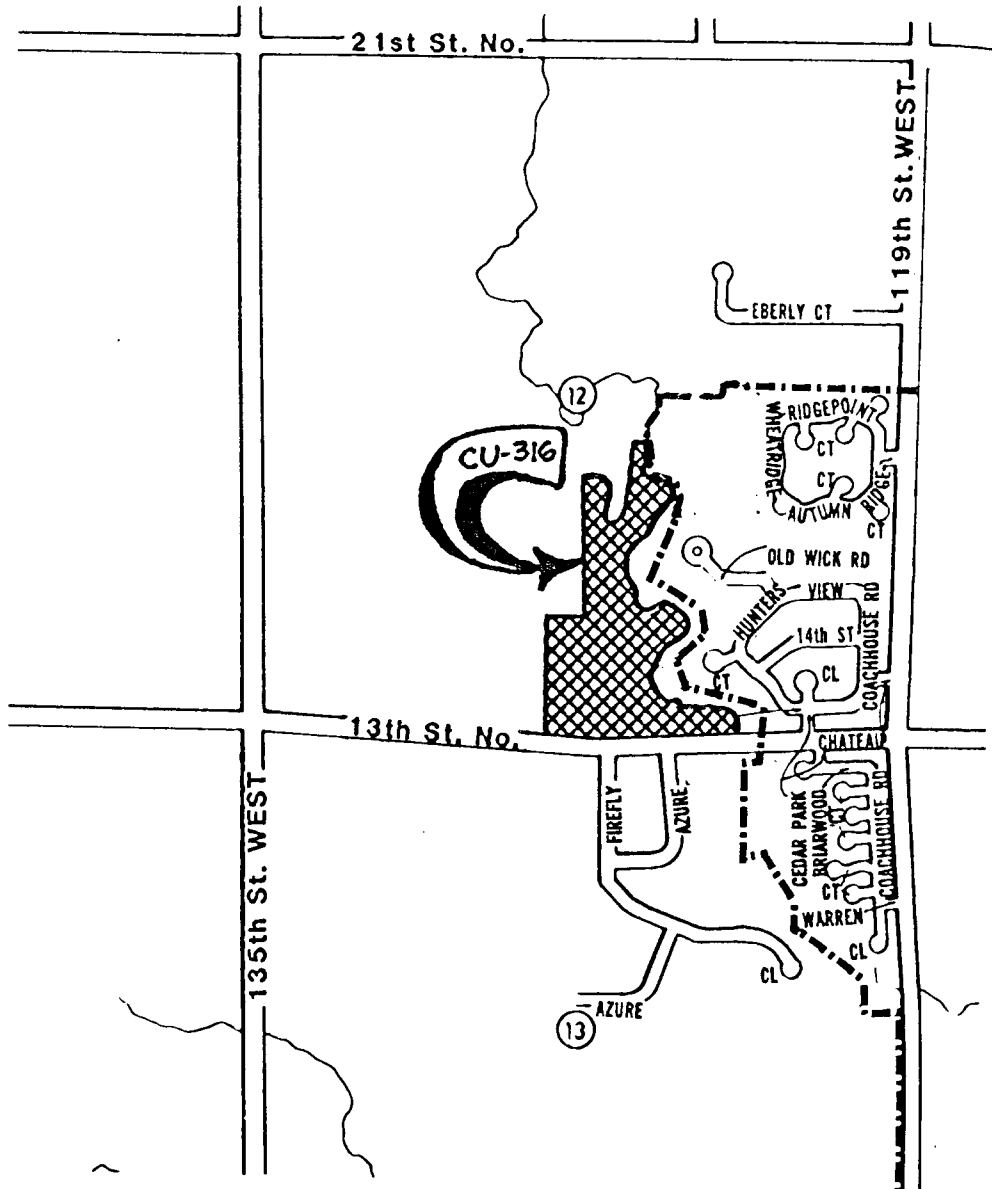 21st St. No.
119th St. WEST
EBERLY CT
12
CU-316
RIDGEPOINT
WHEATRIDGE
CT
CT
RIDGE
AUTUMN
CT
OLD WICK RD
HUNTERS VIEW
14th ST
COACHHOUSE RD
CT
CL
13th St. No.
CHATEAU
FIREFLY
AZURE
CEDAR PARK
BRIARWOOD
COACHHOUSE RD
CT
WARREN
CL
135th St. WEST
CL
AZURE
13